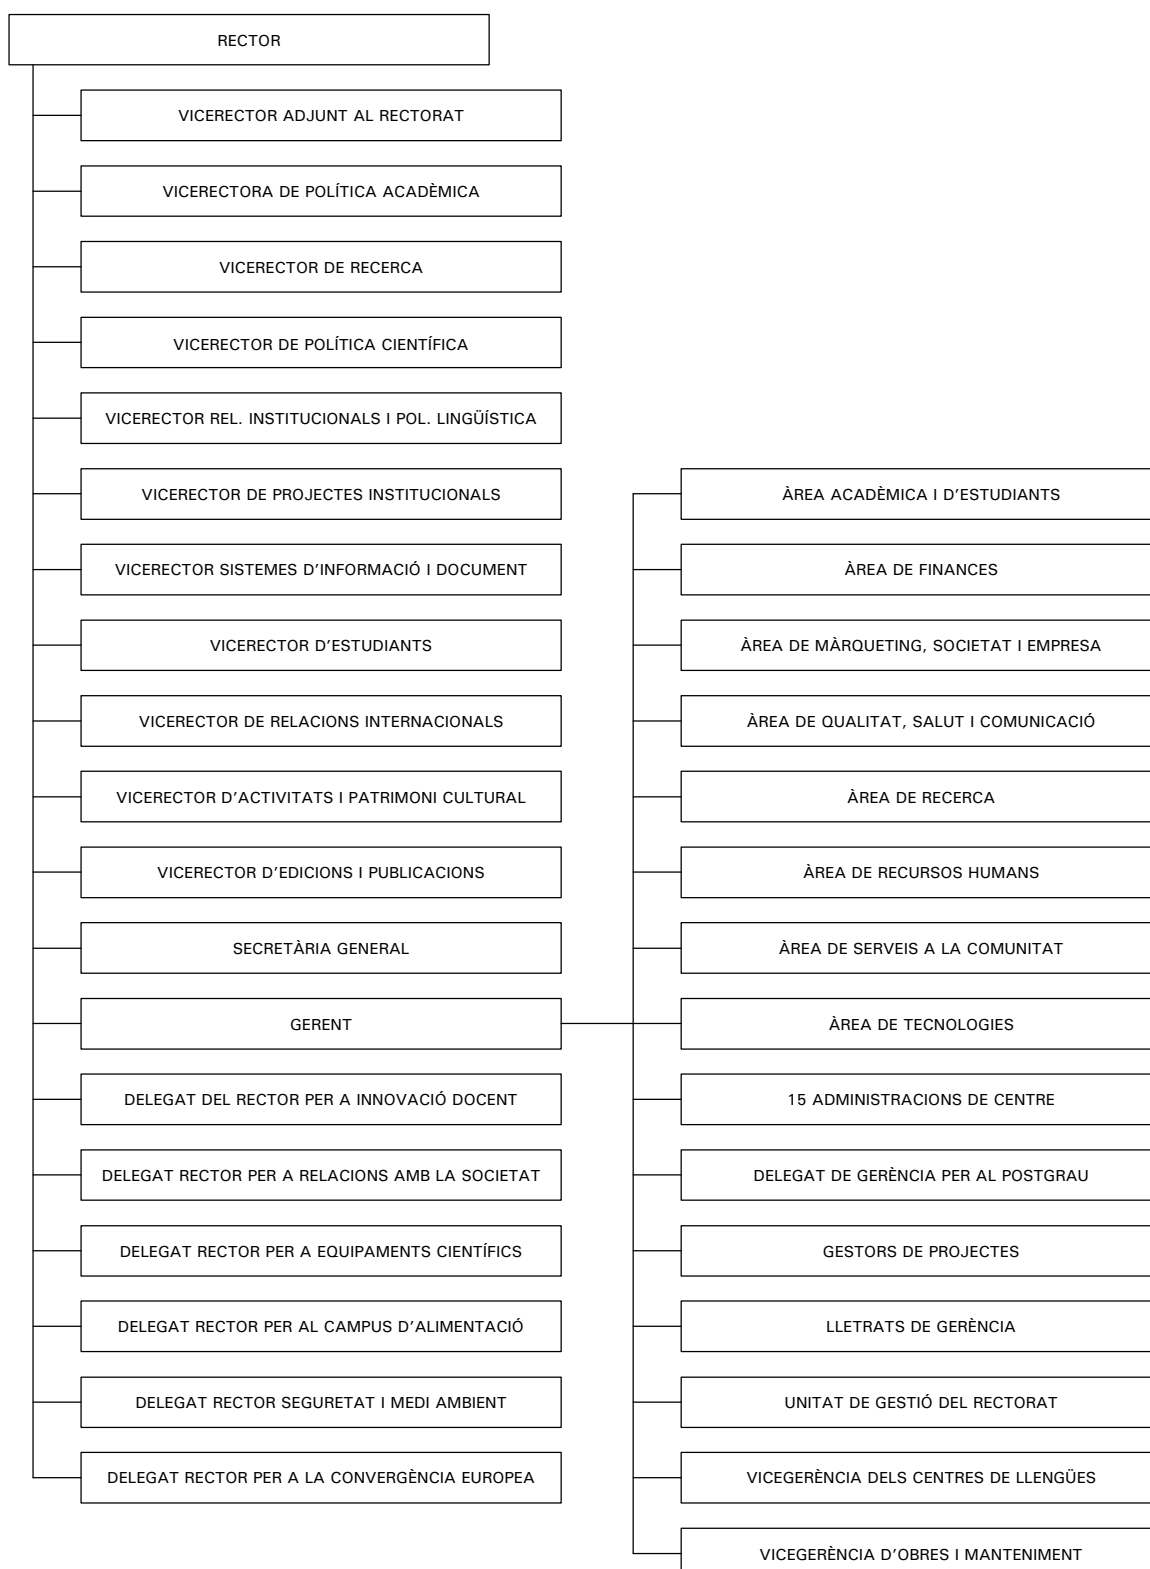 RECTOR
VICERECTOR ADJUNT AL RECTORAT
VICERECTORA DE POLÍTICA ACADÈMICA
VICERECTOR DE RECERCA
VICERECTOR DE POLÍTICA CIENTÍFICA
VICERECTOR REL. INSTITUCIONALS I POL. LINGÜÍSTICA
VICERECTOR DE PROJECTES INSTITUCIONALS
VICERECTOR SISTEMES D'INFORMACIÓ I DOCUMENT
VICERECTOR D'ESTUDIANTS
VICERECTOR DE RELACIONS INTERNACIONALS
VICERECTOR D'ACTIVITATS I PATRIMONI CULTURAL
VICERECTOR D'EDICIONS I PUBLICACIONS
SECRETÀRIA GENERAL
GERENT
DELEGAT DEL RECTOR PER A INNOVACIÓ DOCENT
DELEGAT RECTOR PER A RELACIONS AMB LA SOCIETAT
DELEGAT RECTOR PER A EQUIPAMENTS CIENTÍFICS
DELEGAT RECTOR PER AL CAMPUS D'ALIMENTACIÓ
DELEGAT RECTOR SEGURETAT I MEDI AMBIENT
DELEGAT RECTOR PER A LA CONVERGÈNCIA EUROPEA
ÀREA ACADÈMICA I D'ESTUDIANTS
ÀREA DE FINANCES
ÀREA DE MÀRQUETING, SOCIETAT I EMPRESA
ÀREA DE QUALITAT, SALUT I COMUNICACIÓ
ÀREA DE RECERCA
ÀREA DE RECURSOS HUMANS
ÀREA DE SERVEIS A LA COMUNITAT
ÀREA DE TECNOLOGIES
15 ADMINISTRACIONS DE CENTRE
DELEGAT DE GERÈNCIA PER AL POSTGRAU
GESTORS DE PROJECTES
LLETRATS DE GERÈNCIA
UNITAT DE GESTIÓ DEL RECTORAT
VICEGERÈNCIA DELS CENTRES DE LLENGÜES
VICEGERÈNCIA D'OBRES I MANTENIMENT